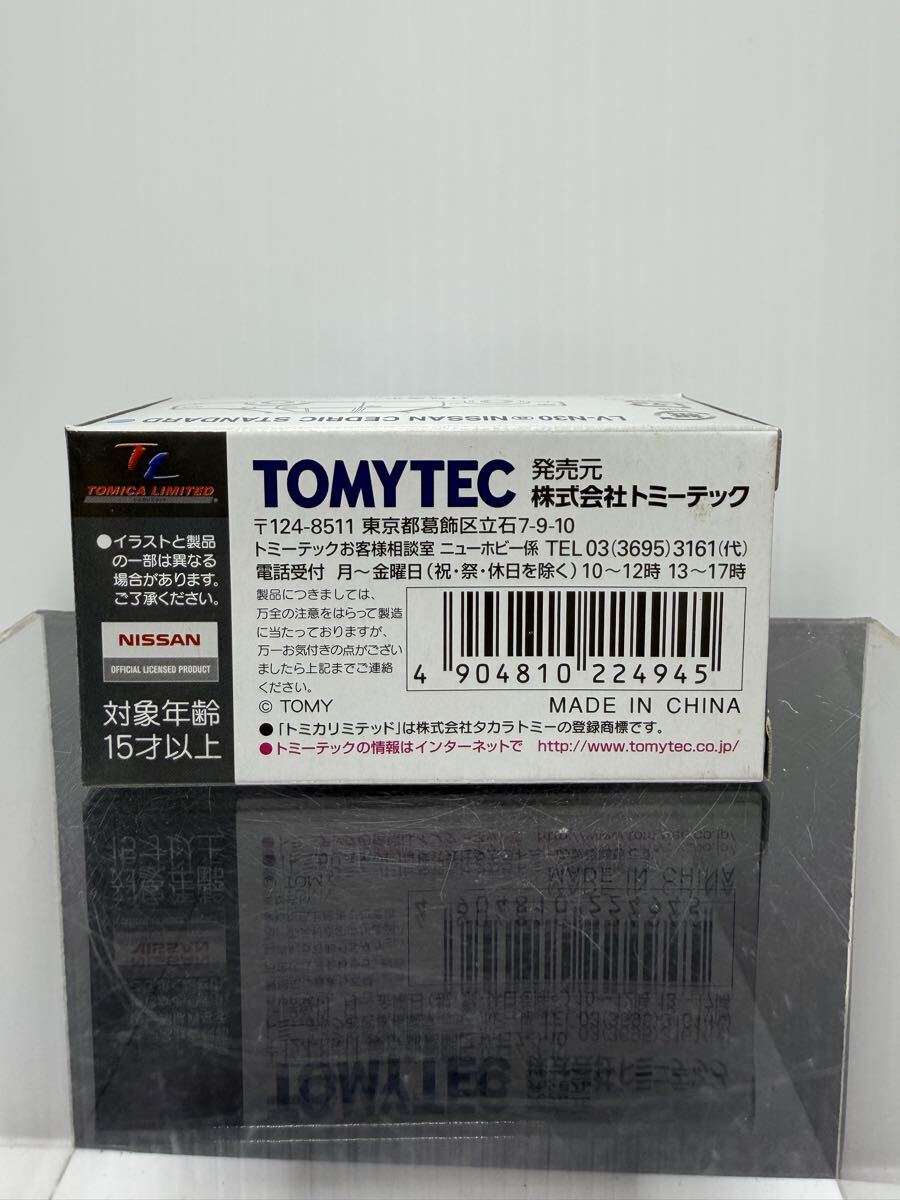 LV-N30 ⓐ NISSAN CEDRIC STANDARD
TOMICA LIMITED
●イラストと製品
の一部は異なる
場合があります。
ご了承ください。
NISSAN
OFFICIAL LICENSED PRODUCT
対象年齢
15才以上
TOMYTEC
発売元
株式会社トミーテック
〒124-8511 東京都葛飾区立石7-9-10
トミーテックお客様相談室 ニューホビー係 TEL 03(3695)3161(代)
電話受付 月〜金曜日(祝・祭・休日を除く)10〜12時 13〜17時
製品につきましては、
万全の注意をはらって製造
に当たっておりますが、
万一お気付きの点がござい
ましたら上記までご連絡
ください。
4 904810 224945
© TOMY
MADE IN CHINA
●「トミカリミテッド」は株式会社タカラトミーの登録商標です。
●トミーテックの情報はインターネットで http://www.tomytec.co.jp/